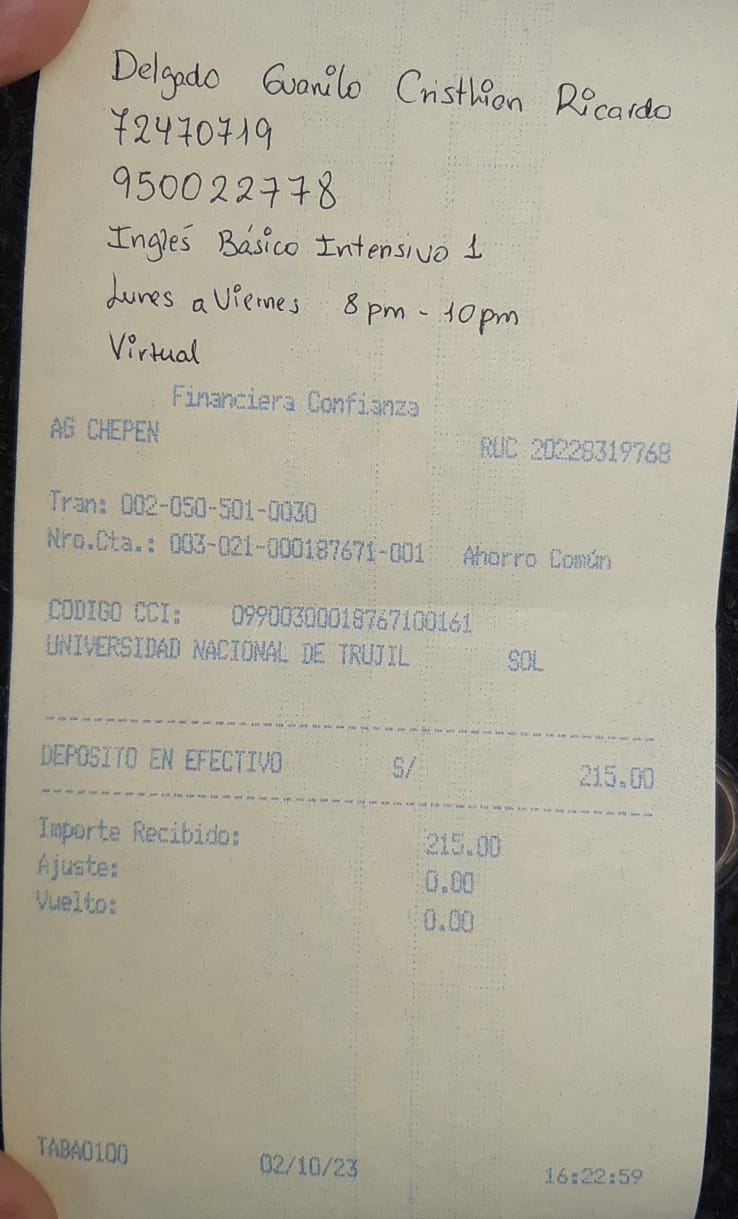 Delgado Guanilo Cristhian Ricardo
72470719
950022778
Inglés Básico Intensivo 1
Lunes a Viernes 8pm - 10pm
Virtual
Financiera Confianza
AG CHEPEN
RUC 20228319768
Tran: 002-050-501-0030
Nro.Cta.: 003-021-000187671-001 Ahorro Común
CODIGO CCI: 09900300018767100161
UNIVERSIDAD NACIONAL DE TRUJIL SOL
DEPOSITO EN EFECTIVO S/ 215.00
Importe Recibido: 215.00
Ajuste: 0.00
Vuelto: 0.00
TABA0100 02/10/23 16:22:59